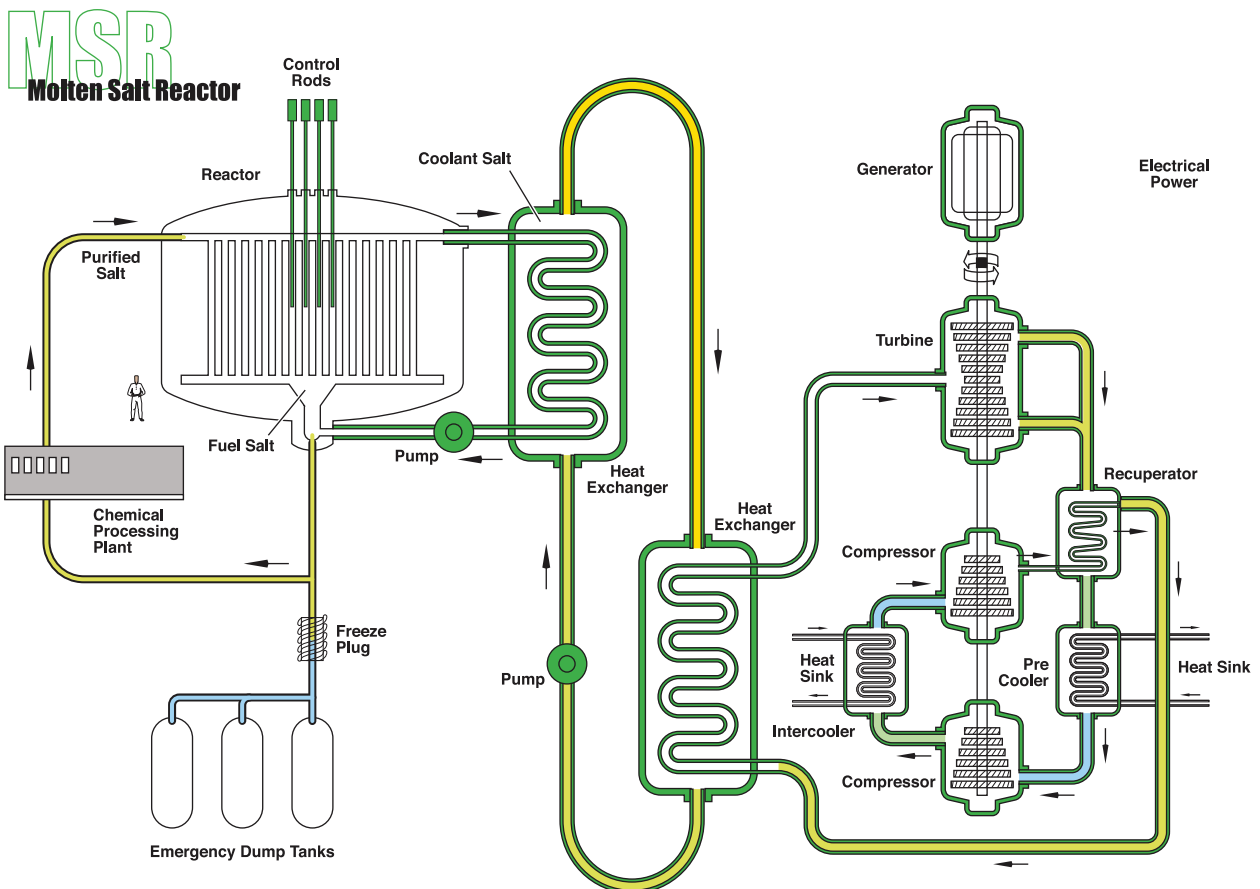 MSR
Molten Salt Reactor
Control
Rods
Reactor
Coolant Salt
Generator
Electrical
Power
Purified
Salt
Turbine
Fuel Salt
Pump
Heat
Exchanger
Recuperator
Chemical
Processing
Plant
Heat
Exchanger
Compressor
Freeze
Plug
Heat
Sink
Pre
Cooler
Heat Sink
Pump
Intercooler
Compressor
Emergency Dump Tanks